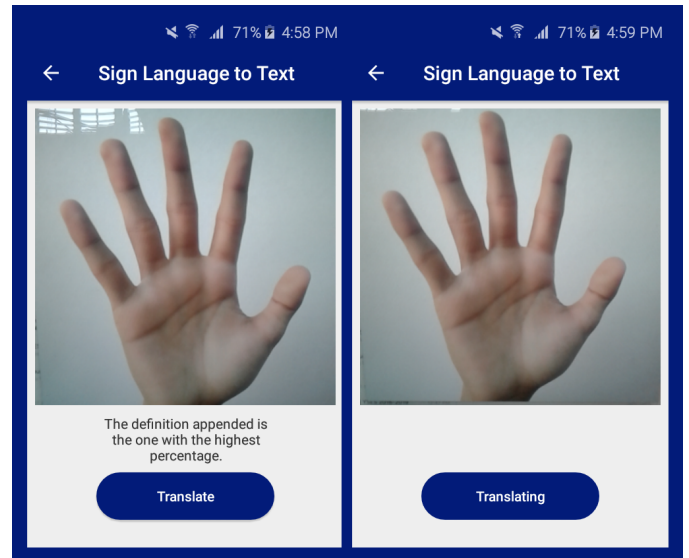 71% 4:58 PM
Sign Language to Text
The definition appended is
the one with the highest
percentage.
Translate
71% 4:59 PM
Sign Language to Text
Translating